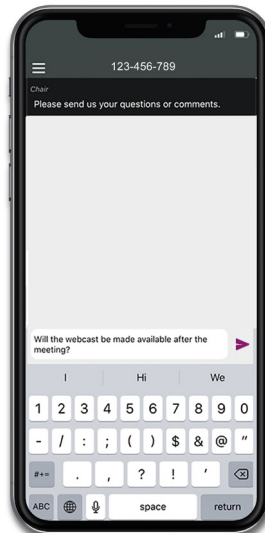 123-456-789
Chair
Please send us your questions or comments.
Will the webcast be made available after the
meeting?
I Hi We
1 2 3 4 5 6 7 8 9 0
- / : ; ( ) $ & @ "
#+= . , ? ! '
ABC space return